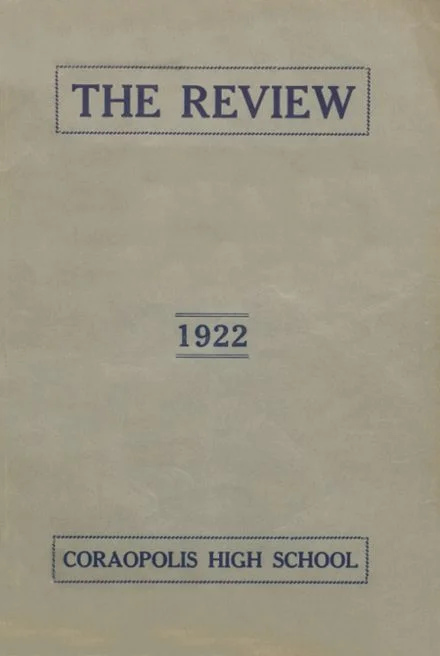 THE REVIEW
1922
CORAOPOLIS HIGH SCHOOL